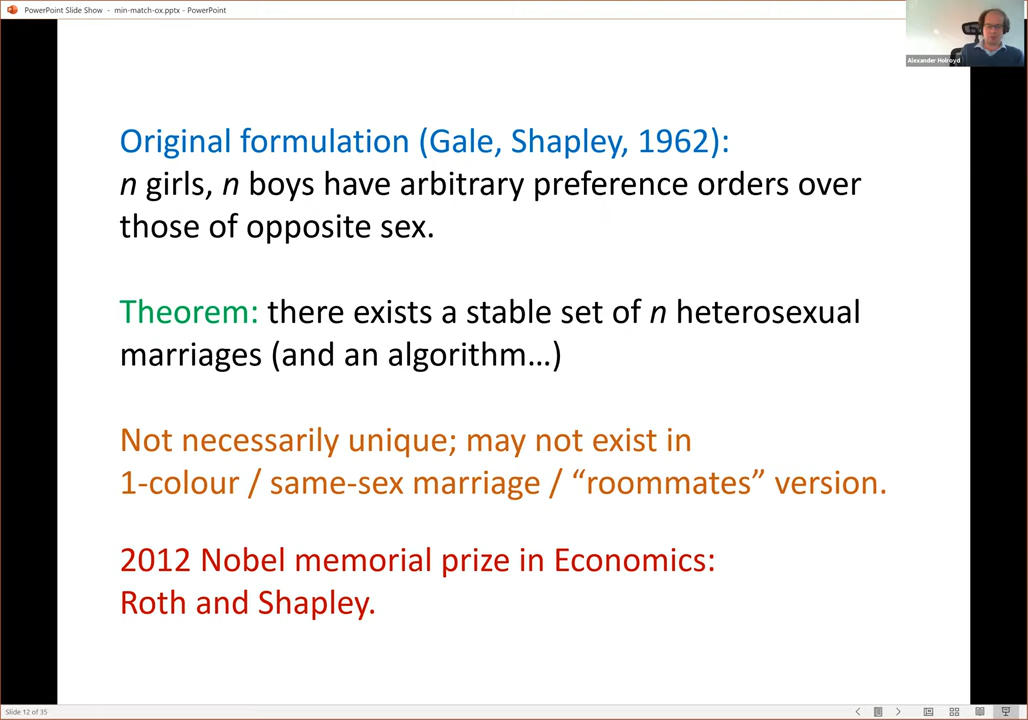 PowerPoint Slide Show - min-match-ox.pptx - PowerPoint
Alexander Holroyd
Original formulation (Gale, Shapley, 1962):
n girls, n boys have arbitrary preference orders over
those of opposite sex.
Theorem: there exists a stable set of n heterosexual
marriages (and an algorithm…)
Not necessarily unique; may not exist in
1-colour / same-sex marriage / “roommates” version.
2012 Nobel memorial prize in Economics:
Roth and Shapley.
Slide 12 of 35